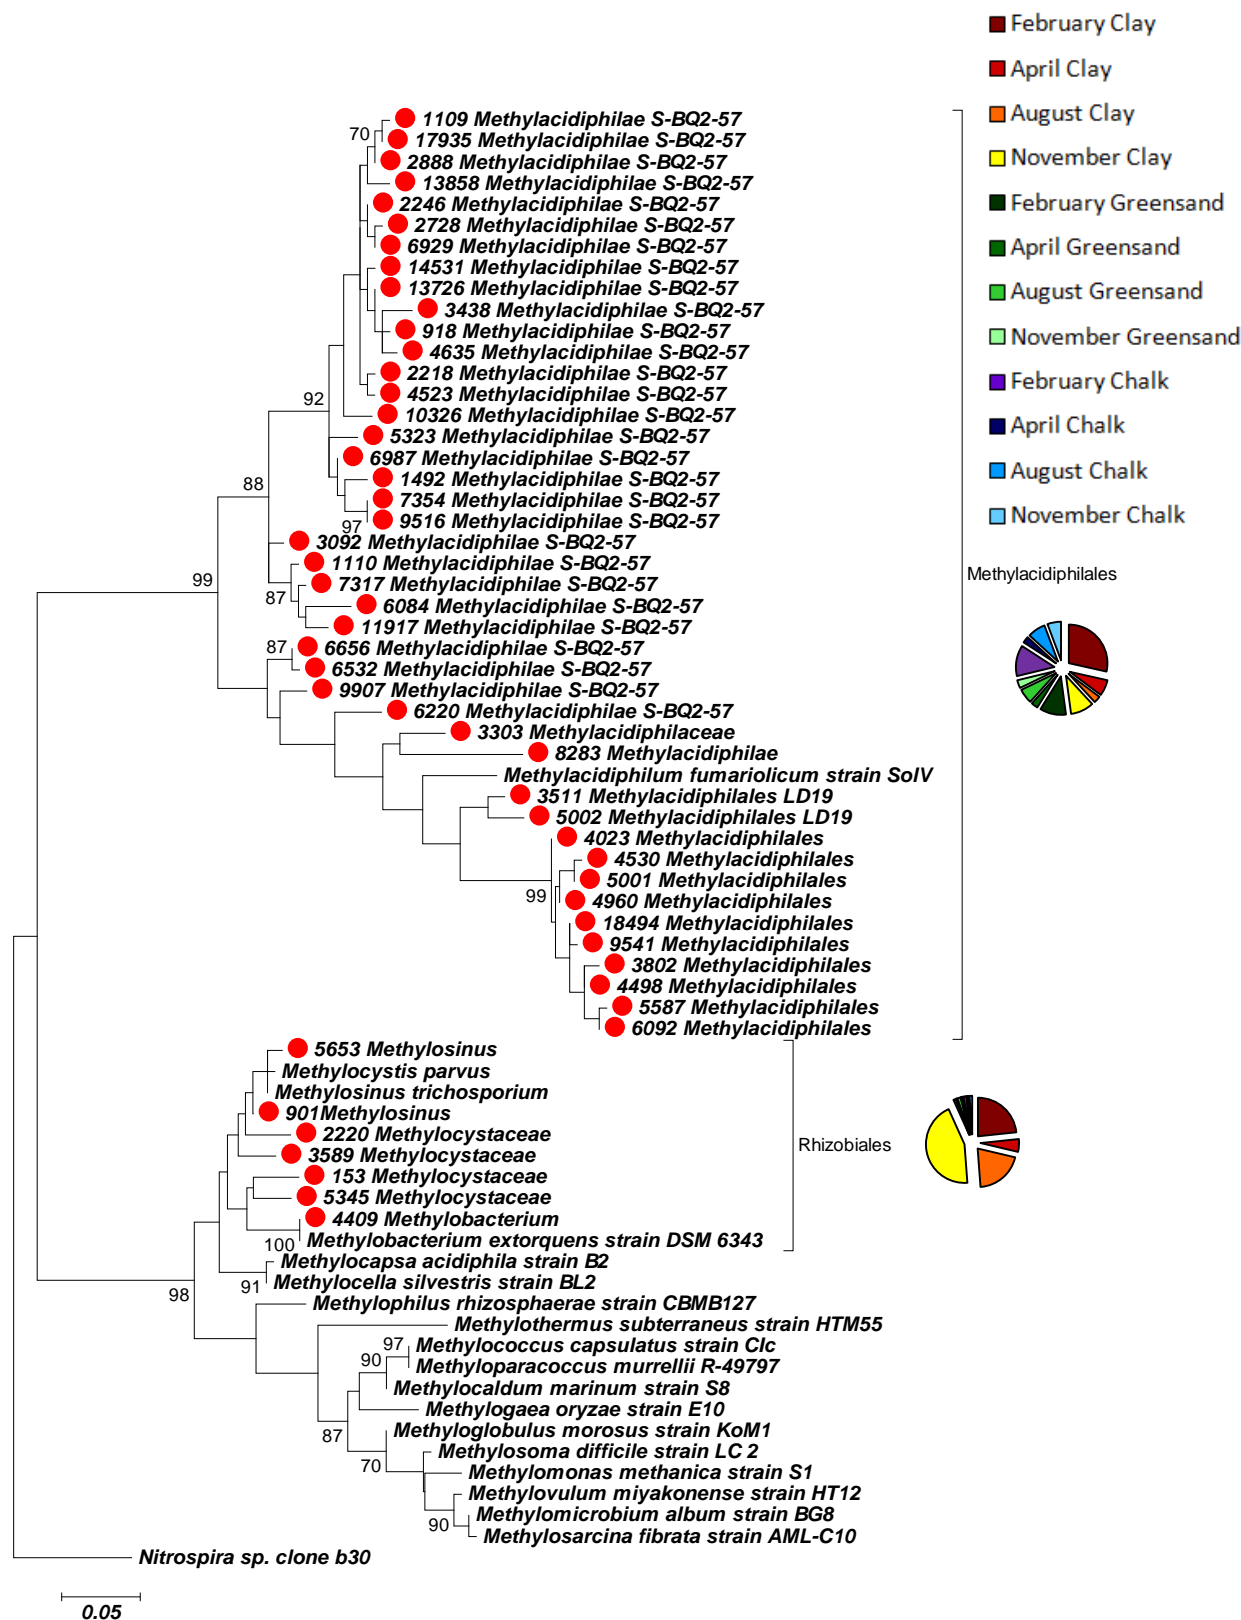 February Clay
April Clay
August Clay
November Clay
February Greensand
April Greensand
August Greensand
November Greensand
February Chalk
April Chalk
August Chalk
November Chalk
1109 Methylacidiphilae S-BQ2-57
70
17935 Methylacidiphilae S-BQ2-57
2888 Methylacidiphilae S-BQ2-57
13858 Methylacidiphilae S-BQ2-57
2246 Methylacidiphilae S-BQ2-57
2728 Methylacidiphilae S-BQ2-57
6929 Methylacidiphilae S-BQ2-57
14531 Methylacidiphilae S-BQ2-57
13726 Methylacidiphilae S-BQ2-57
3438 Methylacidiphilae S-BQ2-57
918 Methylacidiphilae S-BQ2-57
4635 Methylacidiphilae S-BQ2-57
2218 Methylacidiphilae S-BQ2-57
4523 Methylacidiphilae S-BQ2-57
92
10326 Methylacidiphilae S-BQ2-57
5323 Methylacidiphilae S-BQ2-57
6987 Methylacidiphilae S-BQ2-57
88
1492 Methylacidiphilae S-BQ2-57
7354 Methylacidiphilae S-BQ2-57
97
9516 Methylacidiphilae S-BQ2-57
3092 Methylacidiphilae S-BQ2-57
1110 Methylacidiphilae S-BQ2-57
Methylacidiphilales
99
7317 Methylacidiphilae S-BQ2-57
87
6084 Methylacidiphilae S-BQ2-57
11917 Methylacidiphilae S-BQ2-57
87
6656 Methylacidiphilae S-BQ2-57
6532 Methylacidiphilae S-BQ2-57
9907 Methylacidiphilae S-BQ2-57
6220 Methylacidiphilae S-BQ2-57
3303 Methylacidiphilaceae
8283 Methylacidiphilae
Methylacidiphilum fumariolicum strain SolV
3511 Methylacidiphilales LD19
5002 Methylacidiphilales LD19
4023 Methylacidiphilales
4530 Methylacidiphilales
5001 Methylacidiphilales
99
4960 Methylacidiphilales
18494 Methylacidiphilales
9541 Methylacidiphilales
3802 Methylacidiphilales
4498 Methylacidiphilales
5587 Methylacidiphilales
6092 Methylacidiphilales
5653 Methylosinus
Methylocystis parvus
Methylosinus trichosporium
901Methylosinus
2220 Methylocystaceae
Rhizobiales
3589 Methylocystaceae
153 Methylocystaceae
5345 Methylocystaceae
4409 Methylobacterium
100
Methylobacterium extorquens strain DSM 6343
Methylocapsa acidiphila strain B2
91
Methylocella silvestris strain BL2
98
Methylophilus rhizosphaerae strain CBMB127
Methylothermus subterraneus strain HTM55
97
Methylococcus capsulatus strain CIc
90
Methyloparacoccus murrellii R-49797
Methylocaldum marinum strain S8
Methylogaea oryzae strain E10
87
Methyloglobulus morosus strain KoM1
Methylosoma difficile strain LC 2
70
Methylomonas methanica strain S1
Methylovulum miyakonense strain HT12
Methylomicrobium album strain BG8
90
Methylosarcina fibrata strain AML-C10
Nitrospira sp. clone b30
0.05